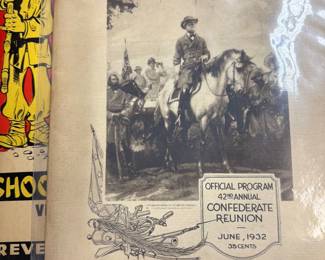 SHOO
REVE
OFFICIAL PROGRAM
42ND ANNUAL
CONFEDERATE
REUNION
JUNE, 1932
35 CENTS